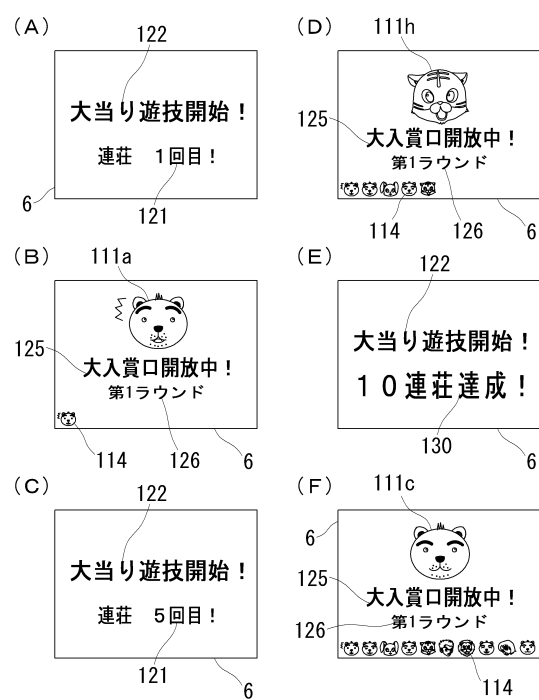 (A)
122
大当り遊技開始！
連荘　1回目！
6
121
(B)
111a
125
大入賞口開放中！
第1ラウンド
114
126
6
(C)
122
大当り遊技開始！
連荘　5回目！
121
6
(D)
111h
125
大入賞口開放中！
第1ラウンド
114
126
6
(E)
122
大当り遊技開始！
10連荘達成！
130
6
(F)
111c
6
125
大入賞口開放中！
126
第1ラウンド
114